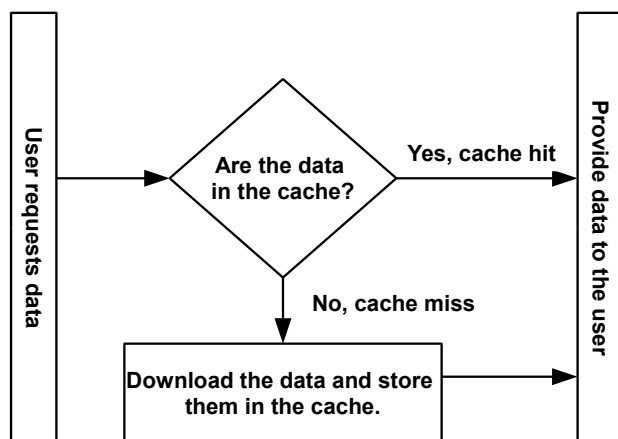 User requests data
Are the data
in the cache?
Yes, cache hit
No, cache miss
Download the data and store
them in the cache.
Provide data to the user